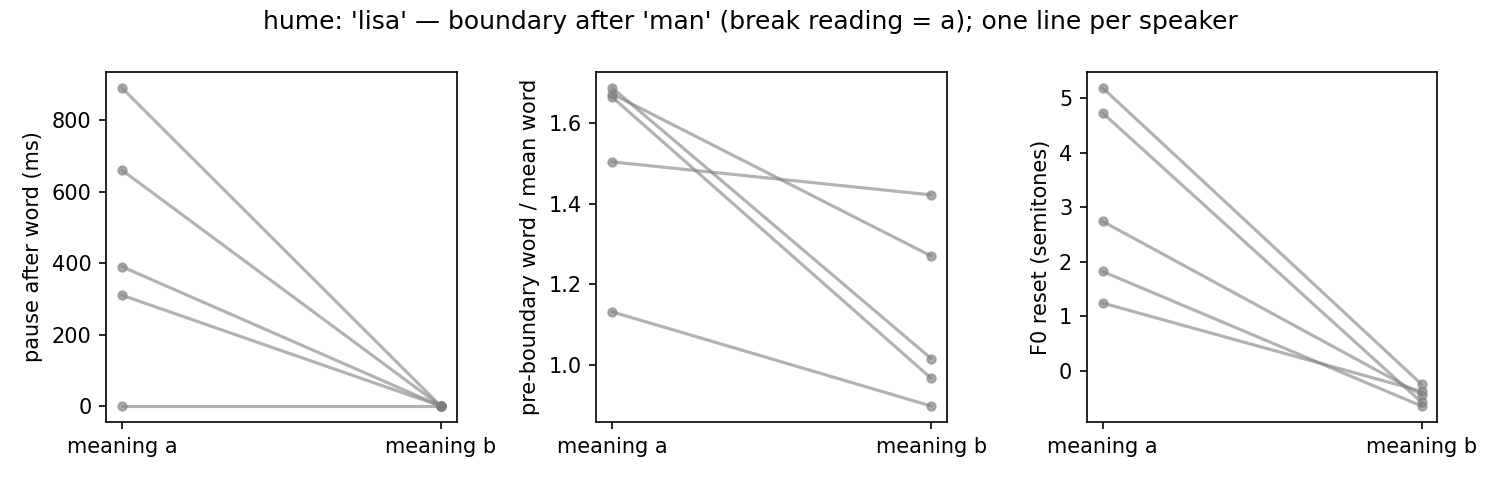 hume: 'lisa' — boundary after 'man' (break reading = a); one line per speaker
pause after word (ms)
800
600
400
200
0
meaning a
meaning b
pre-boundary word / mean word
1.6
1.4
1.2
1.0
meaning a
meaning b
F0 reset (semitones)
5
4
3
2
1
0
meaning a
meaning b